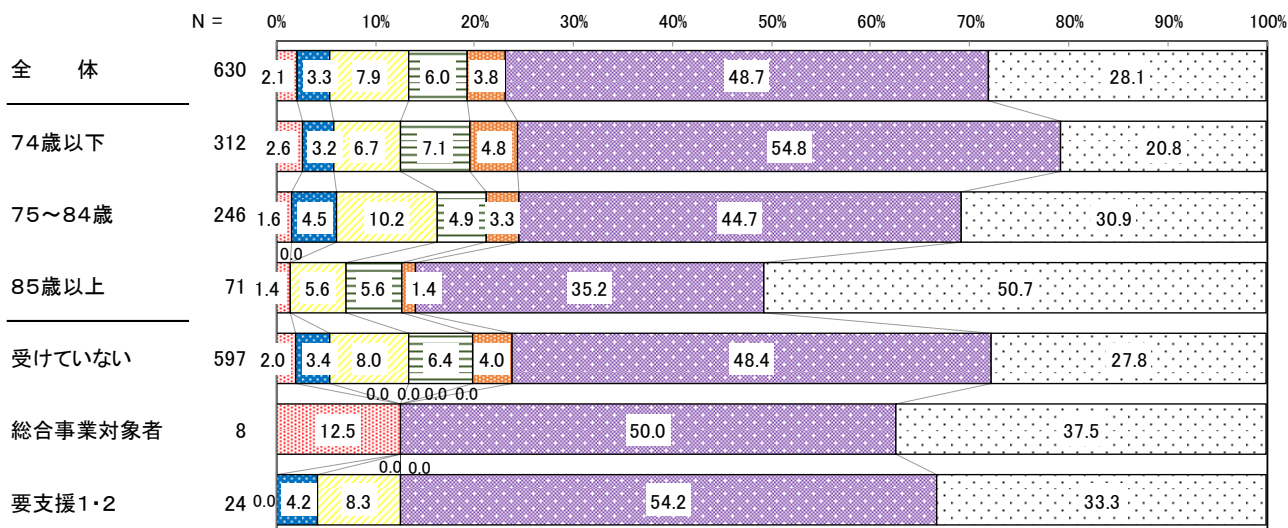 N = 0% 10% 20% 30% 40% 50% 60% 70% 80% 90% 100%
全　　体 630 2.1 3.3 7.9 6.0 3.8 48.7 28.1
74歳以下 312 2.6 3.2 6.7 7.1 4.8 54.8 20.8
75～84歳 246 1.6 4.5 10.2 4.9 3.3 44.7 30.9
0.0
85歳以上 71 1.4 5.6 5.6 1.4 35.2 50.7
受けていない 597 2.0 3.4 8.0 6.4 4.0 48.4 27.8
0.0 0.0 0.0 0.0
総合事業対象者 8 12.5 50.0 37.5
0.0 0.0
要支援1・2 24 0.0 4.2 8.3 54.2 33.3